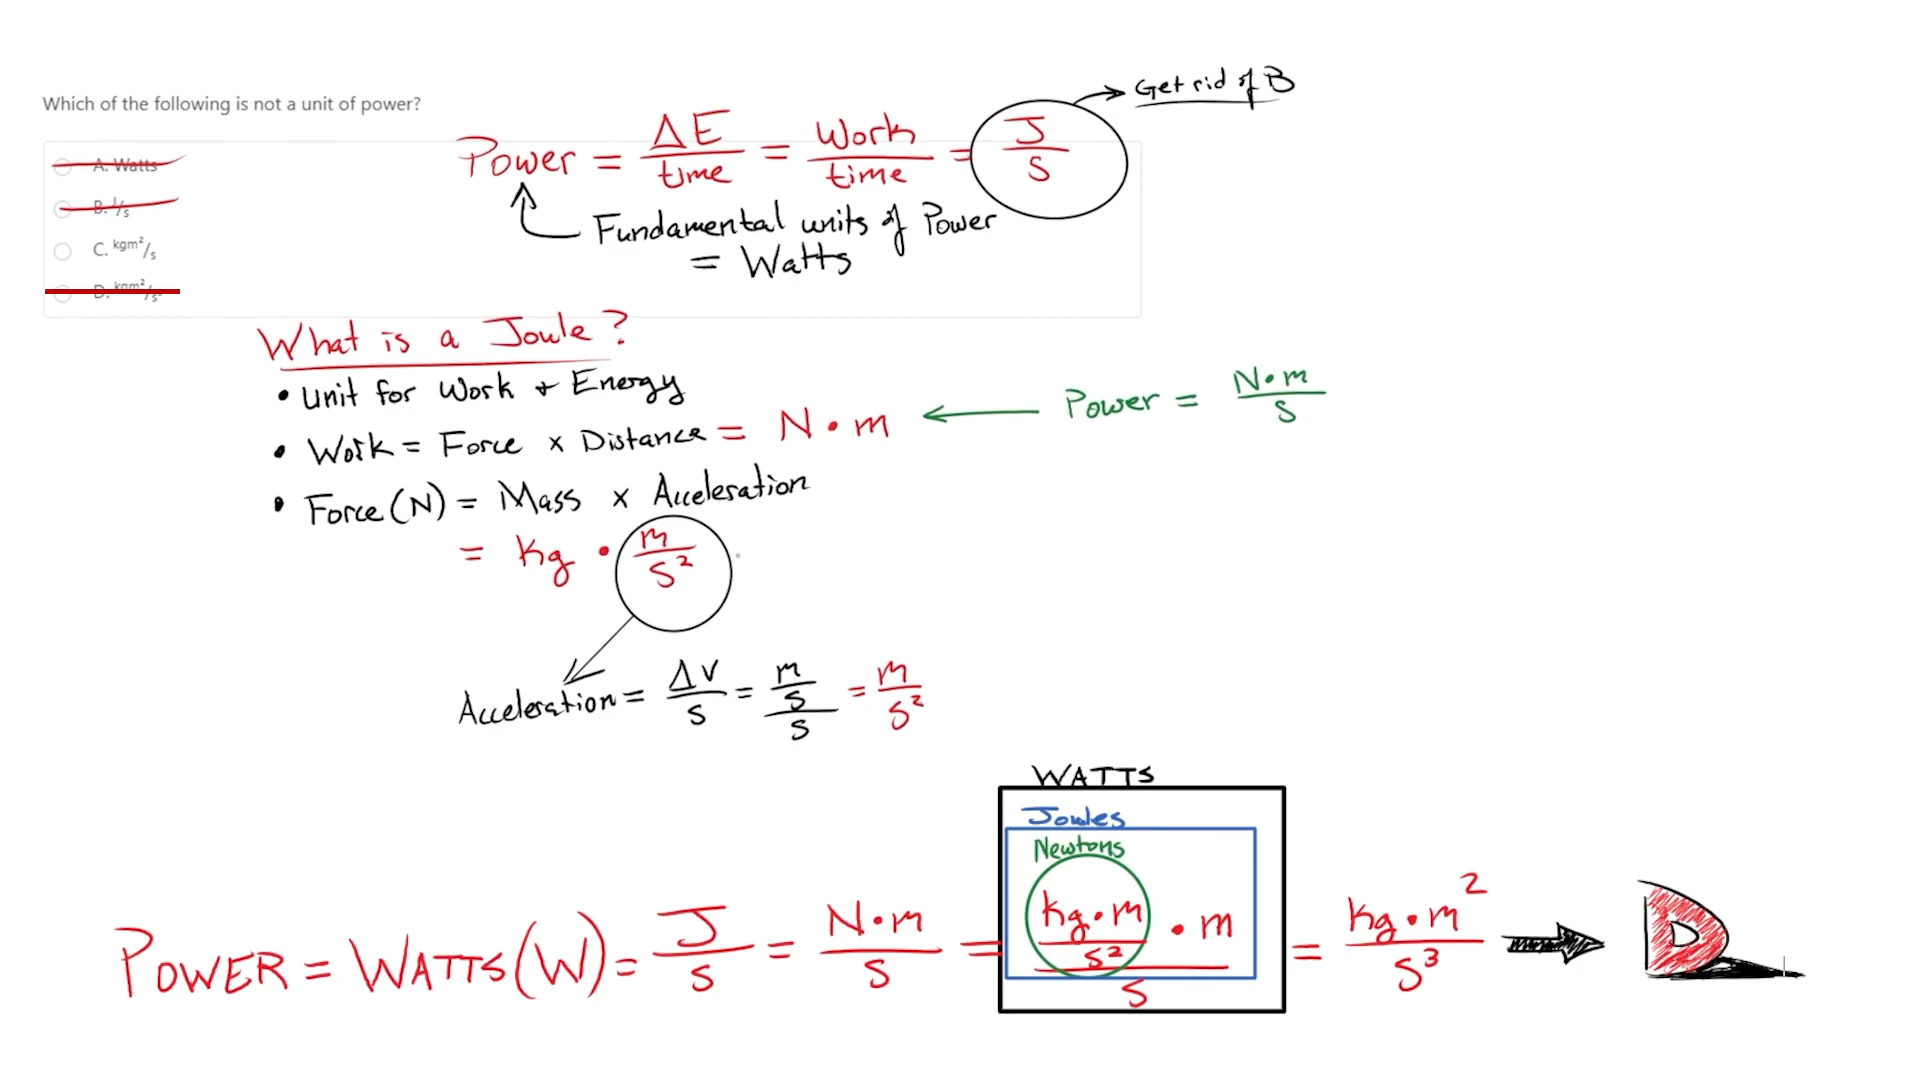 Which of the following is not a unit of power?
A. Watts
B. J/s
C. kgm²/s
D. kgm²/s³
Power = ΔE/time = Work/time = J/s
Get rid of B
Fundamental units of Power
= Watts
What is a Joule?
• Unit for Work & Energy
• Work = Force x Distance = N•m
Power = N•m/s
• Force (N) = Mass x Acceleration
= kg • m/s²
Acceleration = Δv/s = m/s/s = m/s²
WATTS
Joules
Newtons
POWER = WATTS (W) = J/s = N•m/s = kg•m/s² • m/s = kg•m²/s³
D